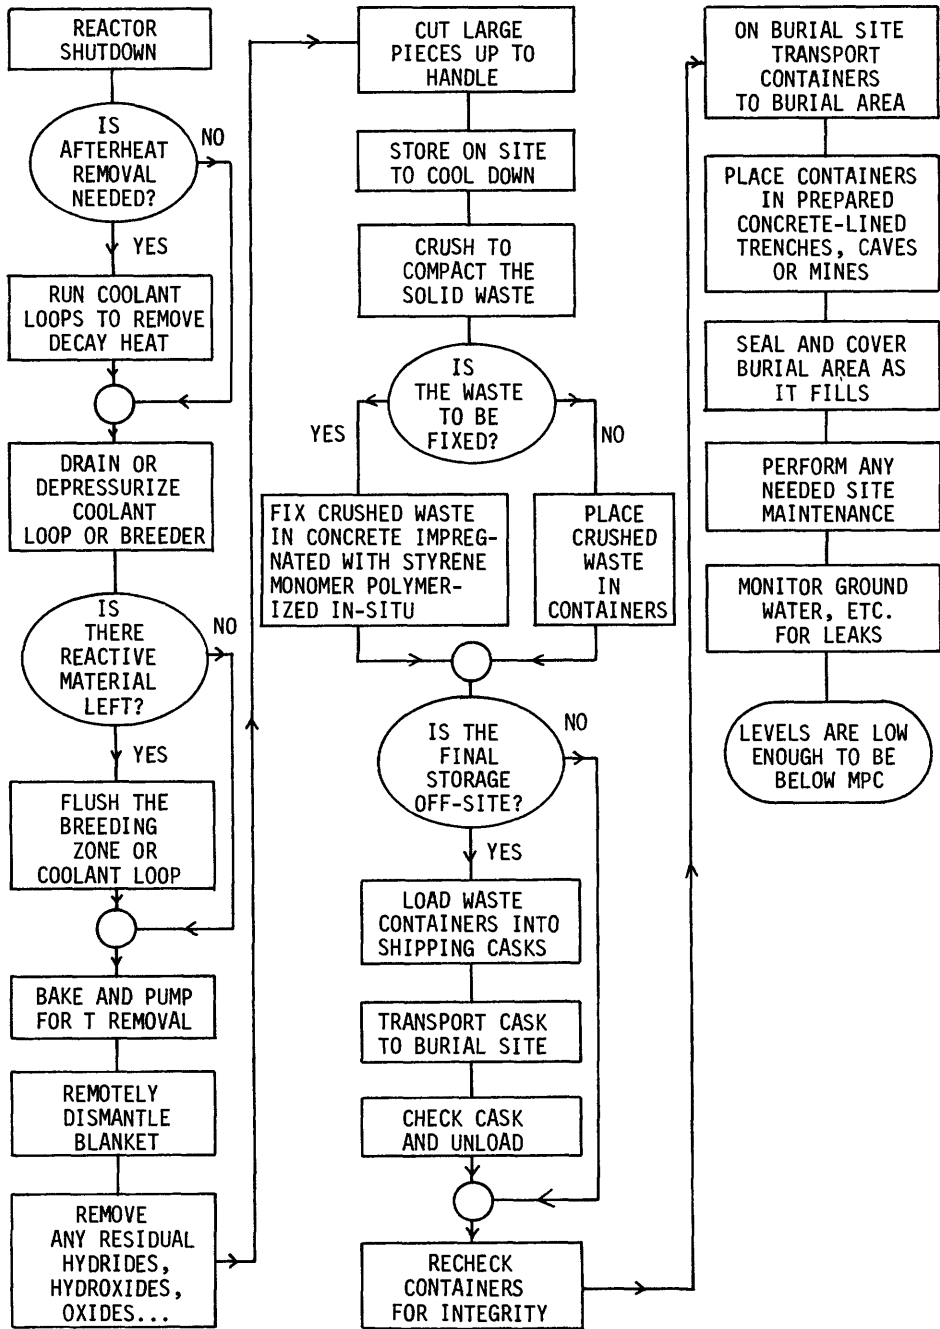 REACTOR
SHUTDOWN
IS
AFTERHEAT
REMOVAL
NEEDED?
NO
YES
RUN COOLANT
LOOPS TO REMOVE
DECAY HEAT
DRAIN OR
DEPRESSURIZE
COOLANT
LOOP OR BREEDER
IS
THERE
REACTIVE
MATERIAL
LEFT?
NO
YES
FLUSH THE
BREEDING
ZONE OR
COOLANT LOOP
BAKE AND PUMP
FOR T REMOVAL
REMOTELY
DISMANTLE
BLANKET
REMOVE
ANY RESIDUAL
HYDRIDES,
HYDROXIDES,
OXIDES...
CUT LARGE
PIECES UP TO
HANDLE
STORE ON SITE
TO COOL DOWN
CRUSH TO
COMPACT THE
SOLID WASTE
IS
THE WASTE
TO BE
FIXED?
YES
NO
FIX CRUSHED WASTE
IN CONCRETE IMPREG-
NATED WITH STYRENE
MONOMER POLYMER-
IZED IN-SITU
PLACE
CRUSHED
WASTE
IN
CONTAINERS
IS THE
FINAL
STORAGE
OFF-SITE?
NO
YES
LOAD WASTE
CONTAINERS INTO
SHIPPING CASKS
TRANSPORT CASK
TO BURIAL SITE
CHECK CASK
AND UNLOAD
RECHECK
CONTAINERS
FOR INTEGRITY
ON BURIAL SITE
TRANSPORT
CONTAINERS
TO BURIAL AREA
PLACE CONTAINERS
IN PREPARED
CONCRETE-LINED
TRENCHES, CAVES
OR MINES
SEAL AND COVER
BURIAL AREA AS
IT FILLS
PERFORM ANY
NEEDED SITE
MAINTENANCE
MONITOR GROUND
WATER, ETC.
FOR LEAKS
LEVELS ARE LOW
ENOUGH TO BE
BELOW MPC